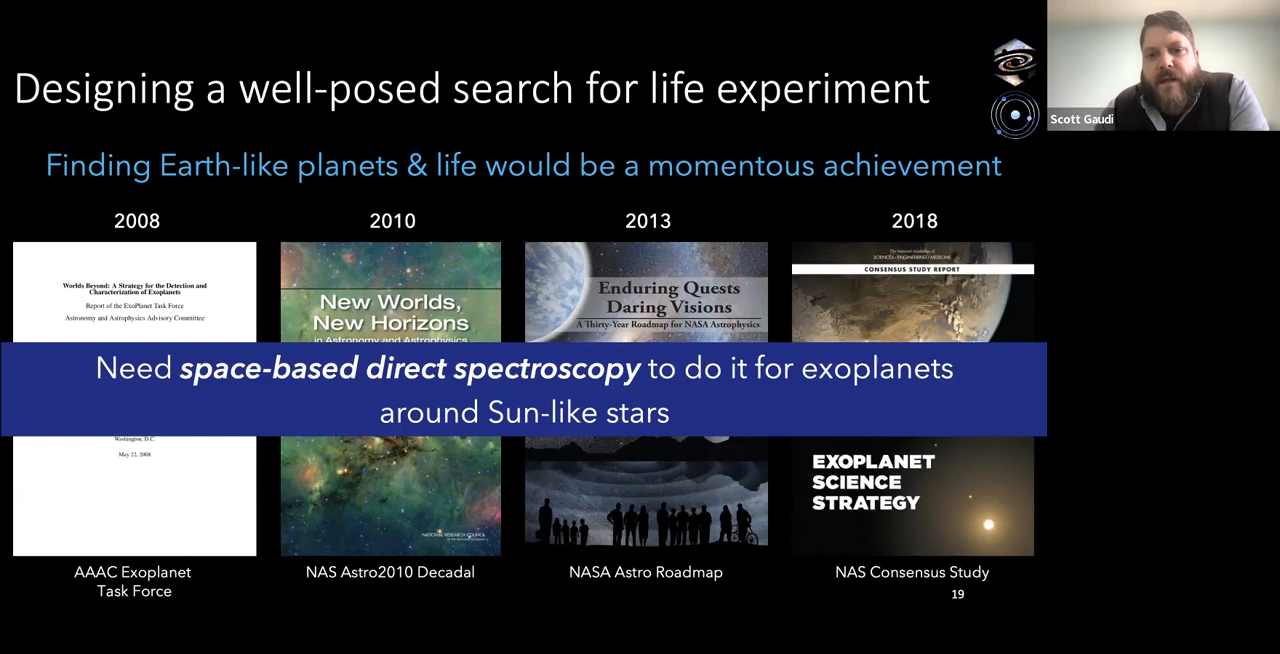 Designing a well-posed search for life experiment
Scott Gaudi
Finding Earth-like planets & life would be a momentous achievement
2008
2010
2013
2018
Worlds Beyond: A Strategy for the Detection and
Characterization of Exoplanets
Report of the ExoPlanet Task Force
Astronomy and Astrophysics Advisory Committee
Washington, D.C.
May 22, 2008
New Worlds,
New Horizons
in Astronomy and Astrophysics
NATIONAL RESEARCH COUNCIL
Enduring Quests
Daring Visions
A Thirty-Year Roadmap for NASA Astrophysics
The National Academies of
SCIENCES • ENGINEERING • MEDICINE
CONSENSUS STUDY REPORT
EXOPLANET
SCIENCE
STRATEGY
Need space-based direct spectroscopy to do it for exoplanets
around Sun-like stars
AAAC Exoplanet
Task Force
NAS Astro2010 Decadal
NASA Astro Roadmap
NAS Consensus Study
19